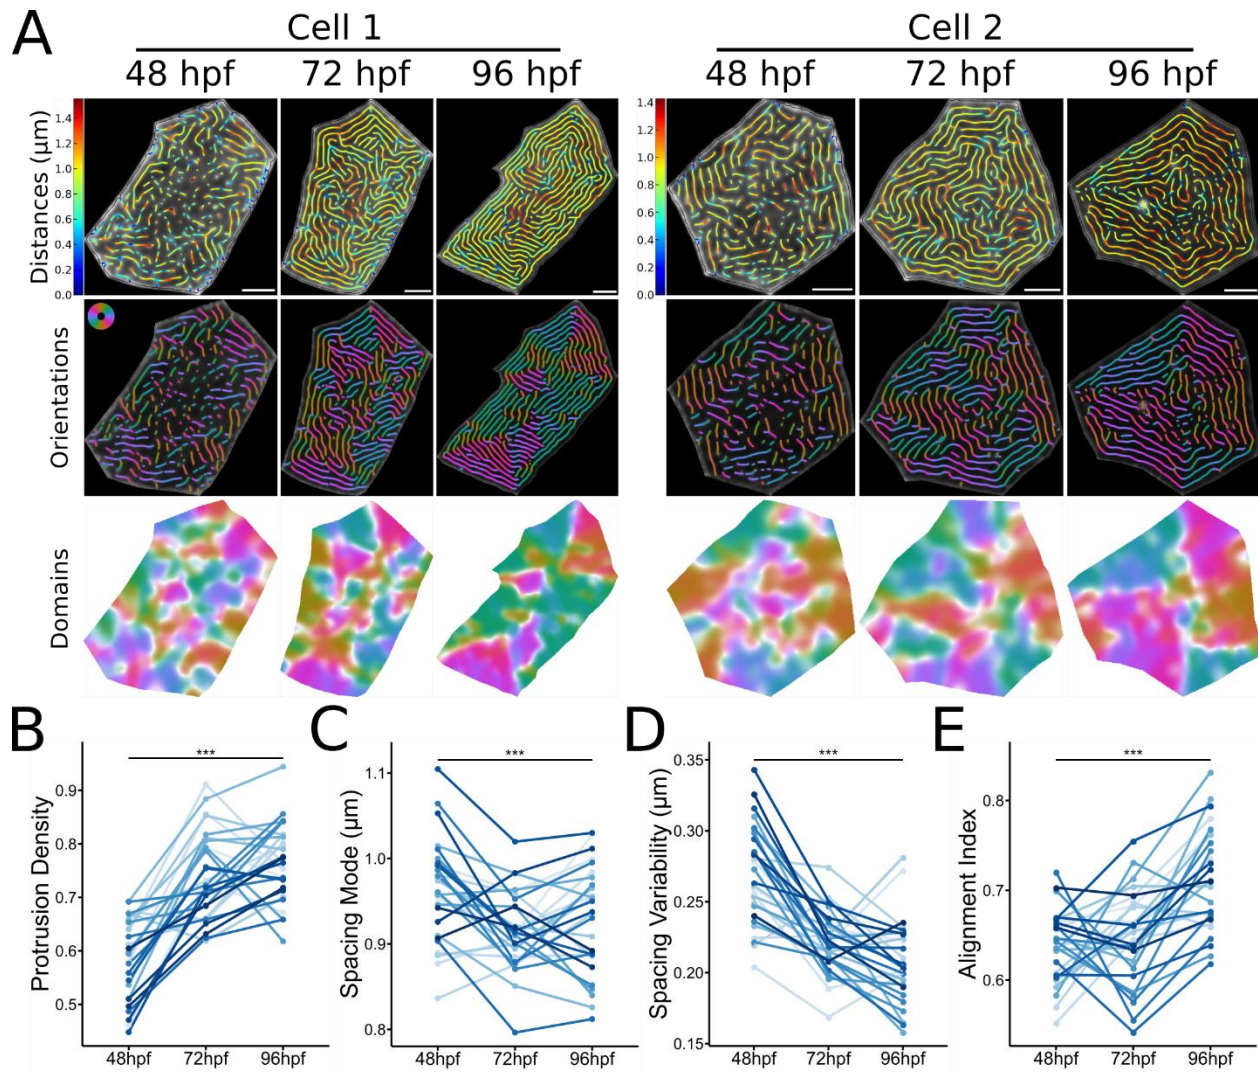 A
Cell 1
Cell 2
48 hpf 72 hpf 96 hpf
48 hpf 72 hpf 96 hpf
Distances (µm)
1.4
1.2
1.0
0.8
0.6
0.4
0.2
0.0
1.4
1.2
1.0
0.8
0.6
0.4
0.2
0.0
Orientations
Domains
B
***
Protrusion Density
0.9
0.8
0.7
0.6
0.5
48hpf 72hpf 96hpf
C
***
Spacing Mode (µm)
1.1
1.0
0.9
0.8
48hpf 72hpf 96hpf
D
***
Spacing Variability (µm)
0.35
0.30
0.25
0.20
0.15
48hpf 72hpf 96hpf
E
***
Alignment Index
0.8
0.7
0.6
48hpf 72hpf 96hpf